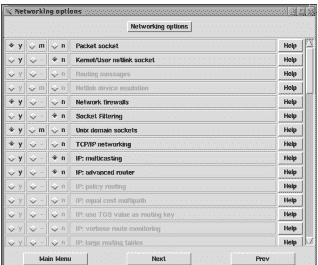 Networking options
Networking options
y m n Packet socket Help
y - n Kernel/User netlink socket Help
y - n Routing messages Help
y m n Netlink device emulation Help
y - n Network firewalls Help
y - n Socket Filtering Help
y m n Unix domain sockets Help
y - n TCP/IP networking Help
y - n IP: multicasting Help
y - n IP: advanced router Help
y - n IP: policy routing Help
y - n IP: equal cost multipath Help
y - n IP: use TOS value as routing key Help
y - n IP: verbose route monitoring Help
y - n IP: large routing tables Help
Main Menu Next Prev